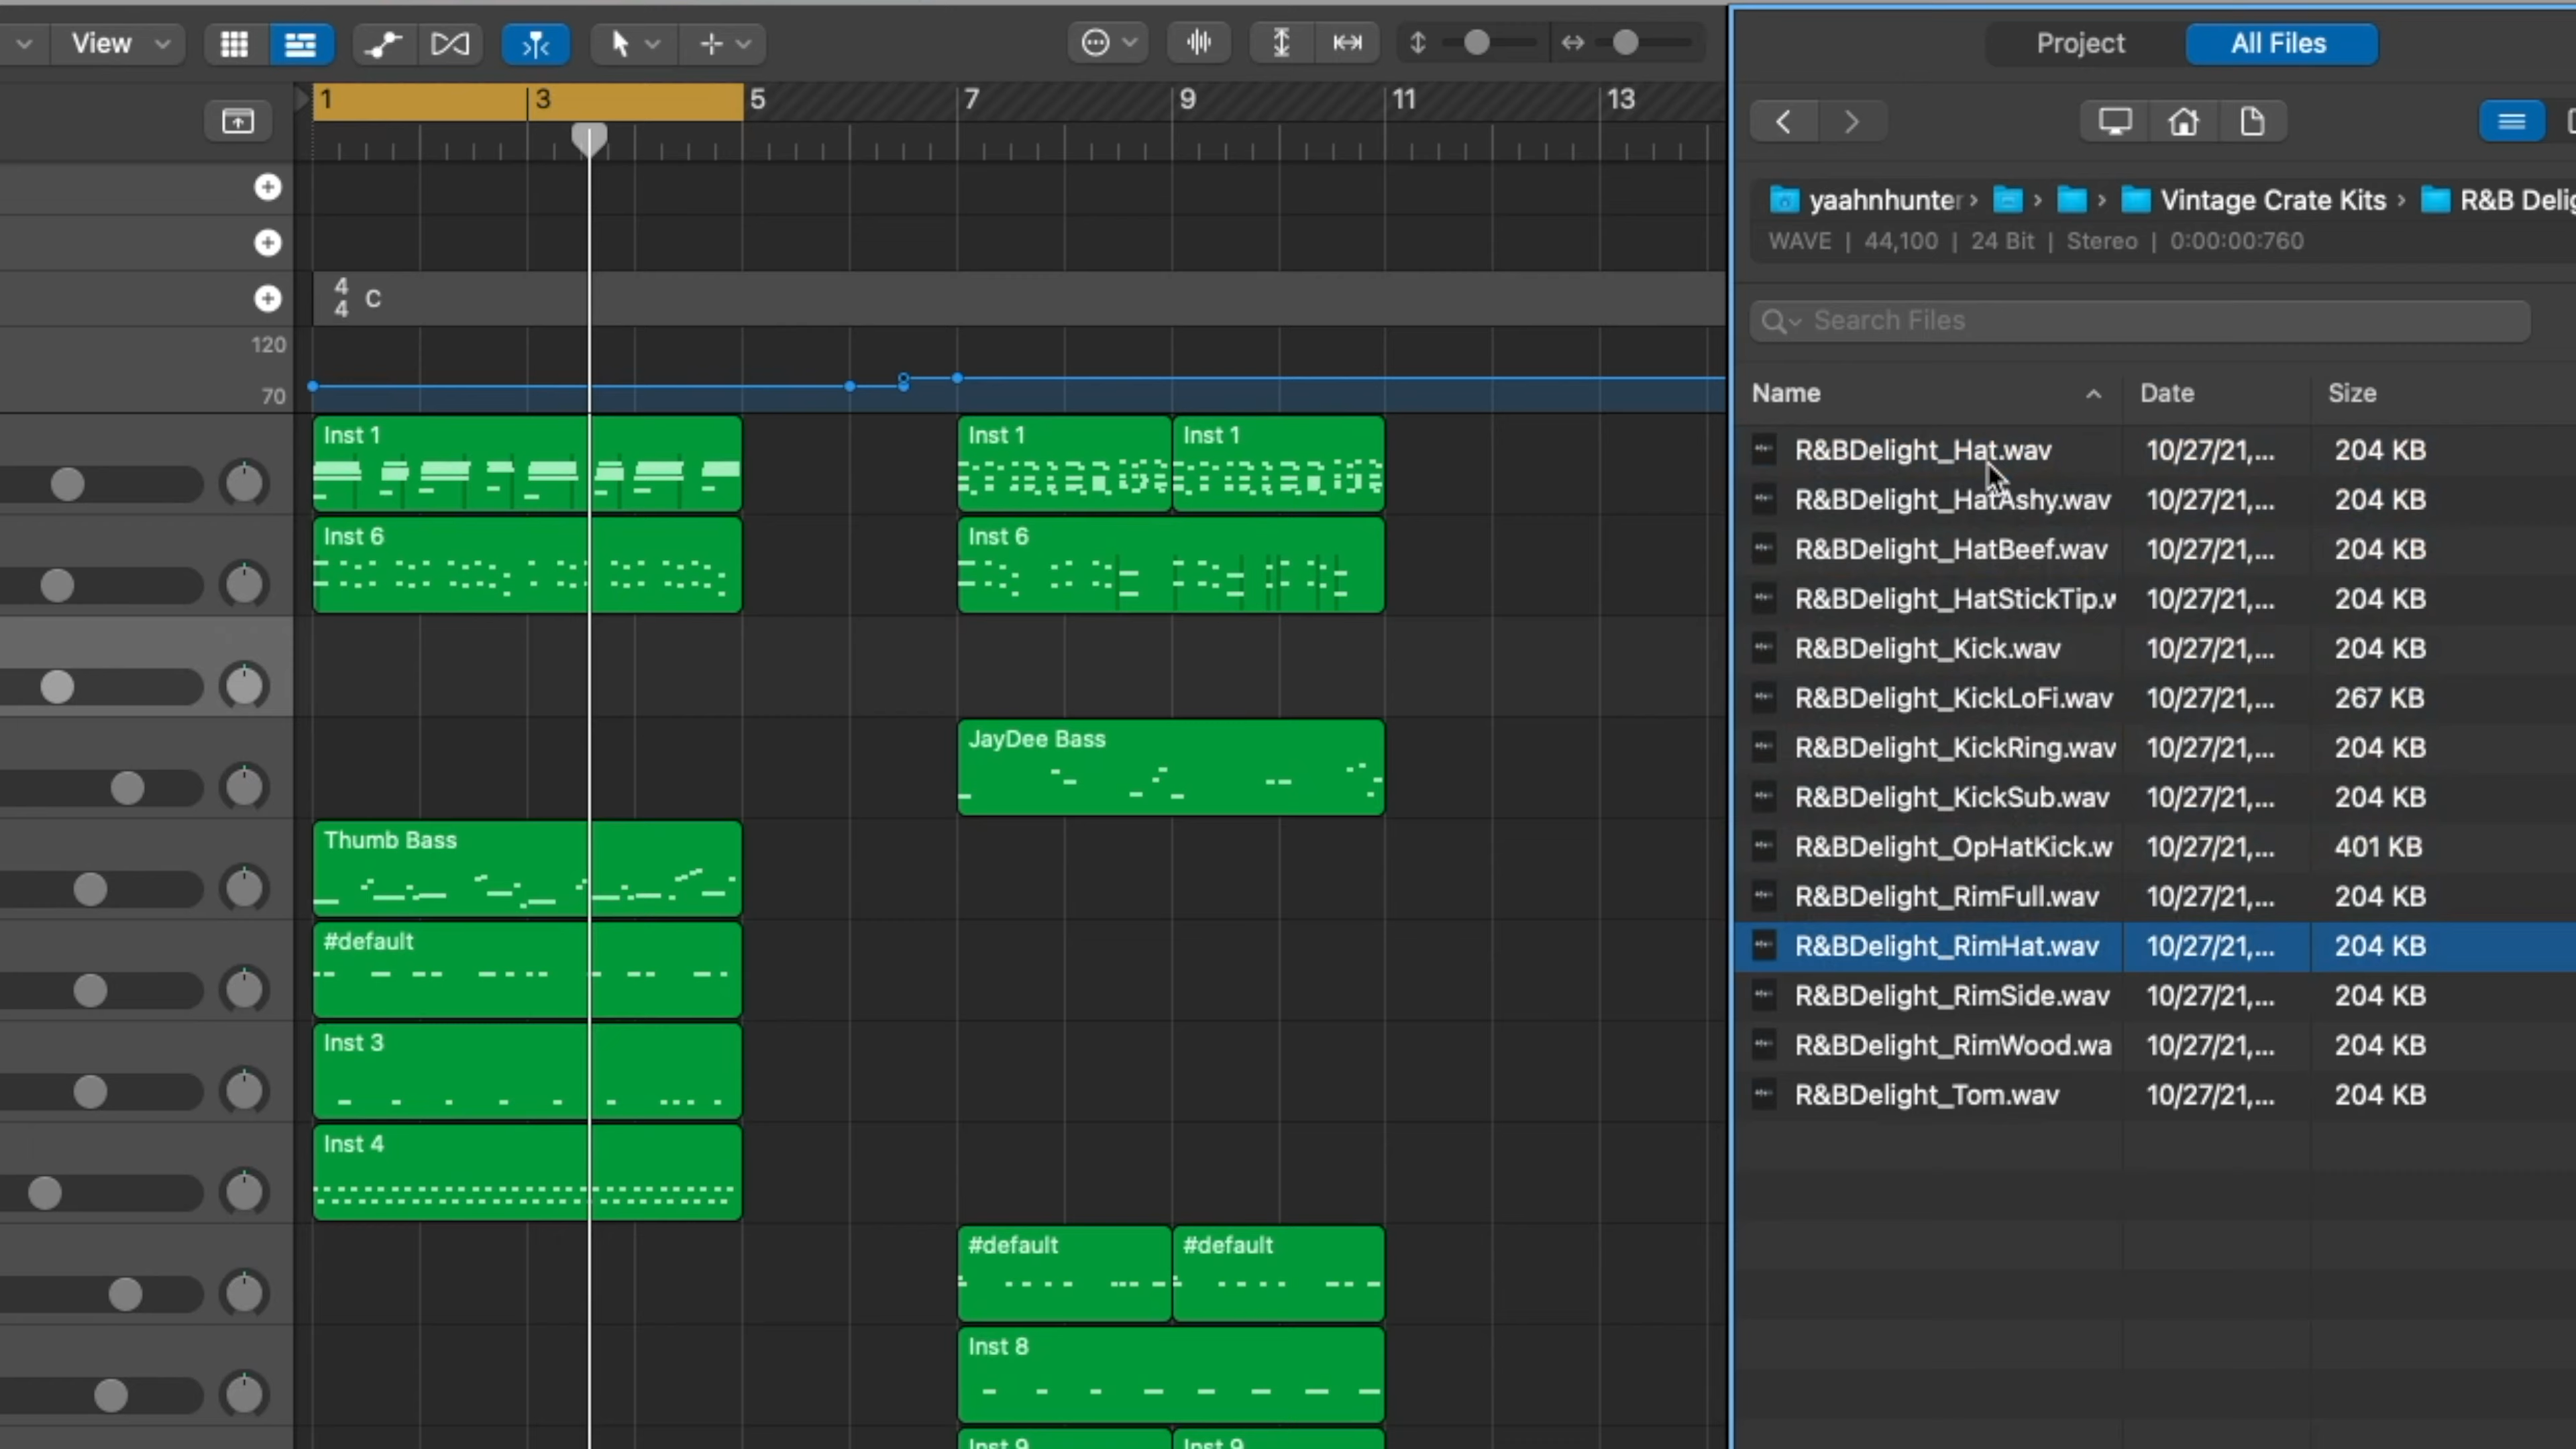 View
Project
All Files
1
3
5
7
9
11
13
yaahnhunter
Vintage Crate Kits
WAVE | 44,100 | 24 Bit | Stereo | 0:00:00:760
4
4
C
Search Files
120
70
Name Date Size
Inst 1
Inst 1
Inst 1
Inst 6
Inst 6
JayDee Bass
Thumb Bass
#default
Inst 3
Inst 4
#default
#default
Inst 8
Inst 9
Inst 9
R&BDelight_Hat.wav 10/27/21,... 204 KB
R&BDelight_HatAshy.wav 10/27/21,... 204 KB
R&BDelight_HatBeef.wav 10/27/21,... 204 KB
R&BDelight_HatStickTip.w 10/27/21,... 204 KB
R&BDelight_Kick.wav 10/27/21,... 204 KB
R&BDelight_KickLoFi.wav 10/27/21,... 267 KB
R&BDelight_KickRing.wav 10/27/21,... 204 KB
R&BDelight_KickSub.wav 10/27/21,... 204 KB
R&BDelight_OpHatKick.w 10/27/21,... 401 KB
R&BDelight_RimFull.wav 10/27/21,... 204 KB
R&BDelight_RimHat.wav 10/27/21,... 204 KB
R&BDelight_RimSide.wav 10/27/21,... 204 KB
R&BDelight_RimWood.wa 10/27/21,... 204 KB
R&BDelight_Tom.wav 10/27/21,... 204 KB